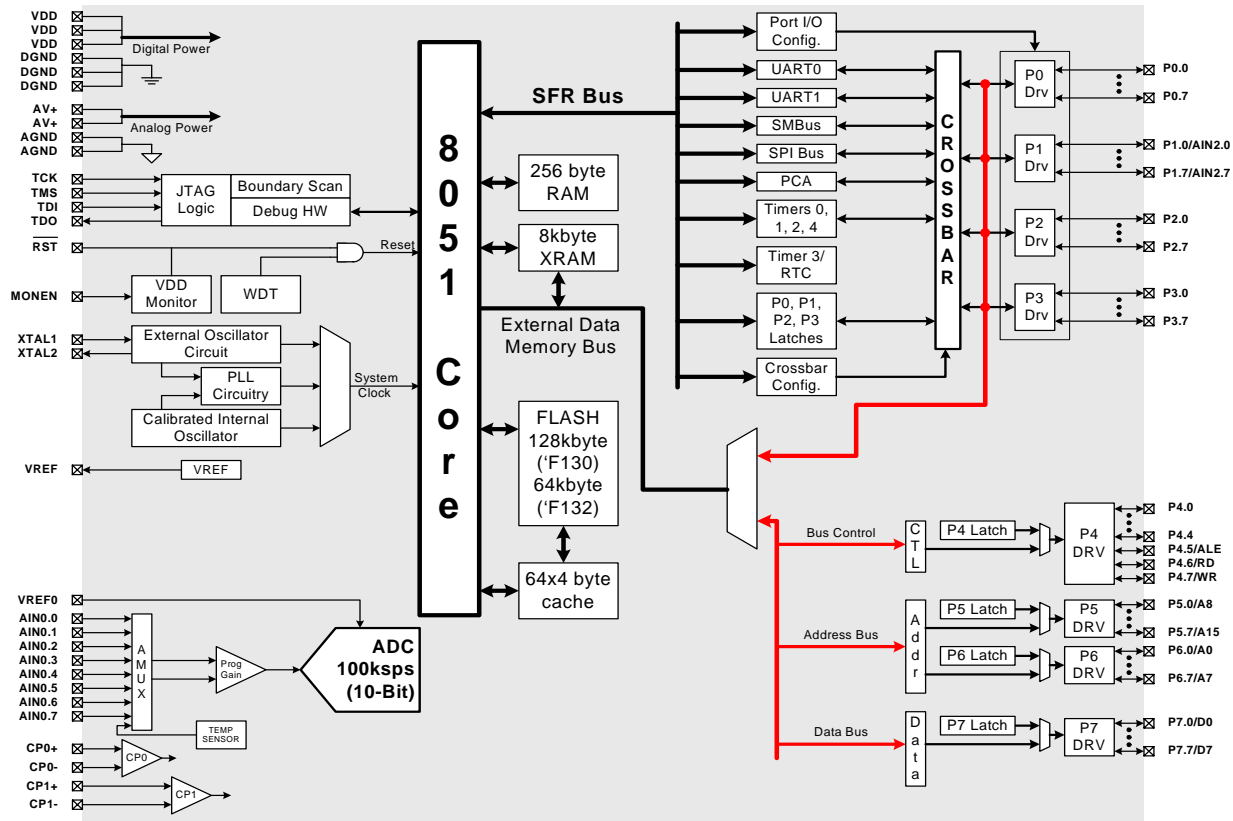 VDD
VDD
VDD
DGND
DGND
DGND
Digital Power
AV+
AV+
AGND
AGND
Analog Power
TCK
TMS
TDI
TDO
JTAG
Logic
Boundary Scan
Debug HW
RST
Reset
MONEN
VDD
Monitor
WDT
XTAL1
XTAL2
External Oscillator
Circuit
PLL
Circuitry
Calibrated Internal
Oscillator
System
Clock
VREF
VREF
VREF0
AIN0.0
AIN0.1
AIN0.2
AIN0.3
AIN0.4
AIN0.5
AIN0.6
AIN0.7
AMUX
Prog
Gain
ADC
100ksps
(10-Bit)
TEMP
SENSOR
CP0+
CP0-
CP0
CP1+
CP1-
CP1
8051 Core
SFR Bus
256 byte
RAM
8kbyte
XRAM
External Data
Memory Bus
FLASH
128kbyte
(‘F130)
64kbyte
(‘F132)
64x4 byte
cache
Port I/O
Config.
UART0
UART1
SMBus
SPI Bus
PCA
Timers 0,
1, 2, 4
Timer 3/
RTC
P0, P1,
P2, P3
Latches
Crossbar
Config.
CROSSBAR
P0
Drv
P1
Drv
P2
Drv
P3
Drv
P0.0
P0.7
P1.0/AIN2.0
P1.7/AIN2.7
P2.0
P2.7
P3.0
P3.7
Bus Control
CTL
P4 Latch
P4
DRV
P4.0
P4.4
P4.5/ALE
P4.6/RD
P4.7/WR
Address Bus
Addr
P5 Latch
P5
DRV
P5.0/A8
P5.7/A15
P6 Latch
P6
DRV
P6.0/A0
P6.7/A7
Data Bus
Data
P7 Latch
P7
DRV
P7.0/D0
P7.7/D7